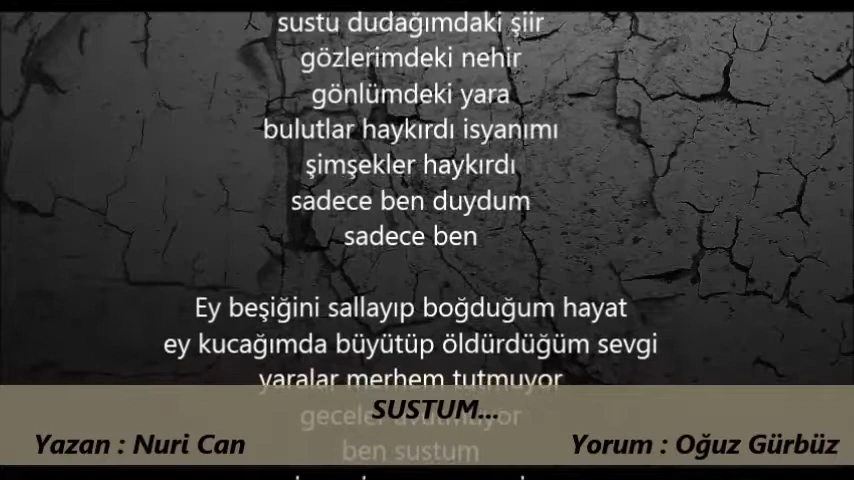 sustu dudağımdaki şiir
gözlerimdeki nehir
gönlümdeki yara
bulutlar haykırdı isyanımı
şimşekler haykırdı
sadece ben duydum
sadece ben
Ey beşiğini sallayıp boğduğum hayat
ey kucağımda büyütüp öldürdüğüm sevgi
yaralar merhem tutmuyor
SUSTUM...
geceler avutmuyor
Yazan : Nuri Can
Yorum : Oğuz Gürbüz
ben sustum